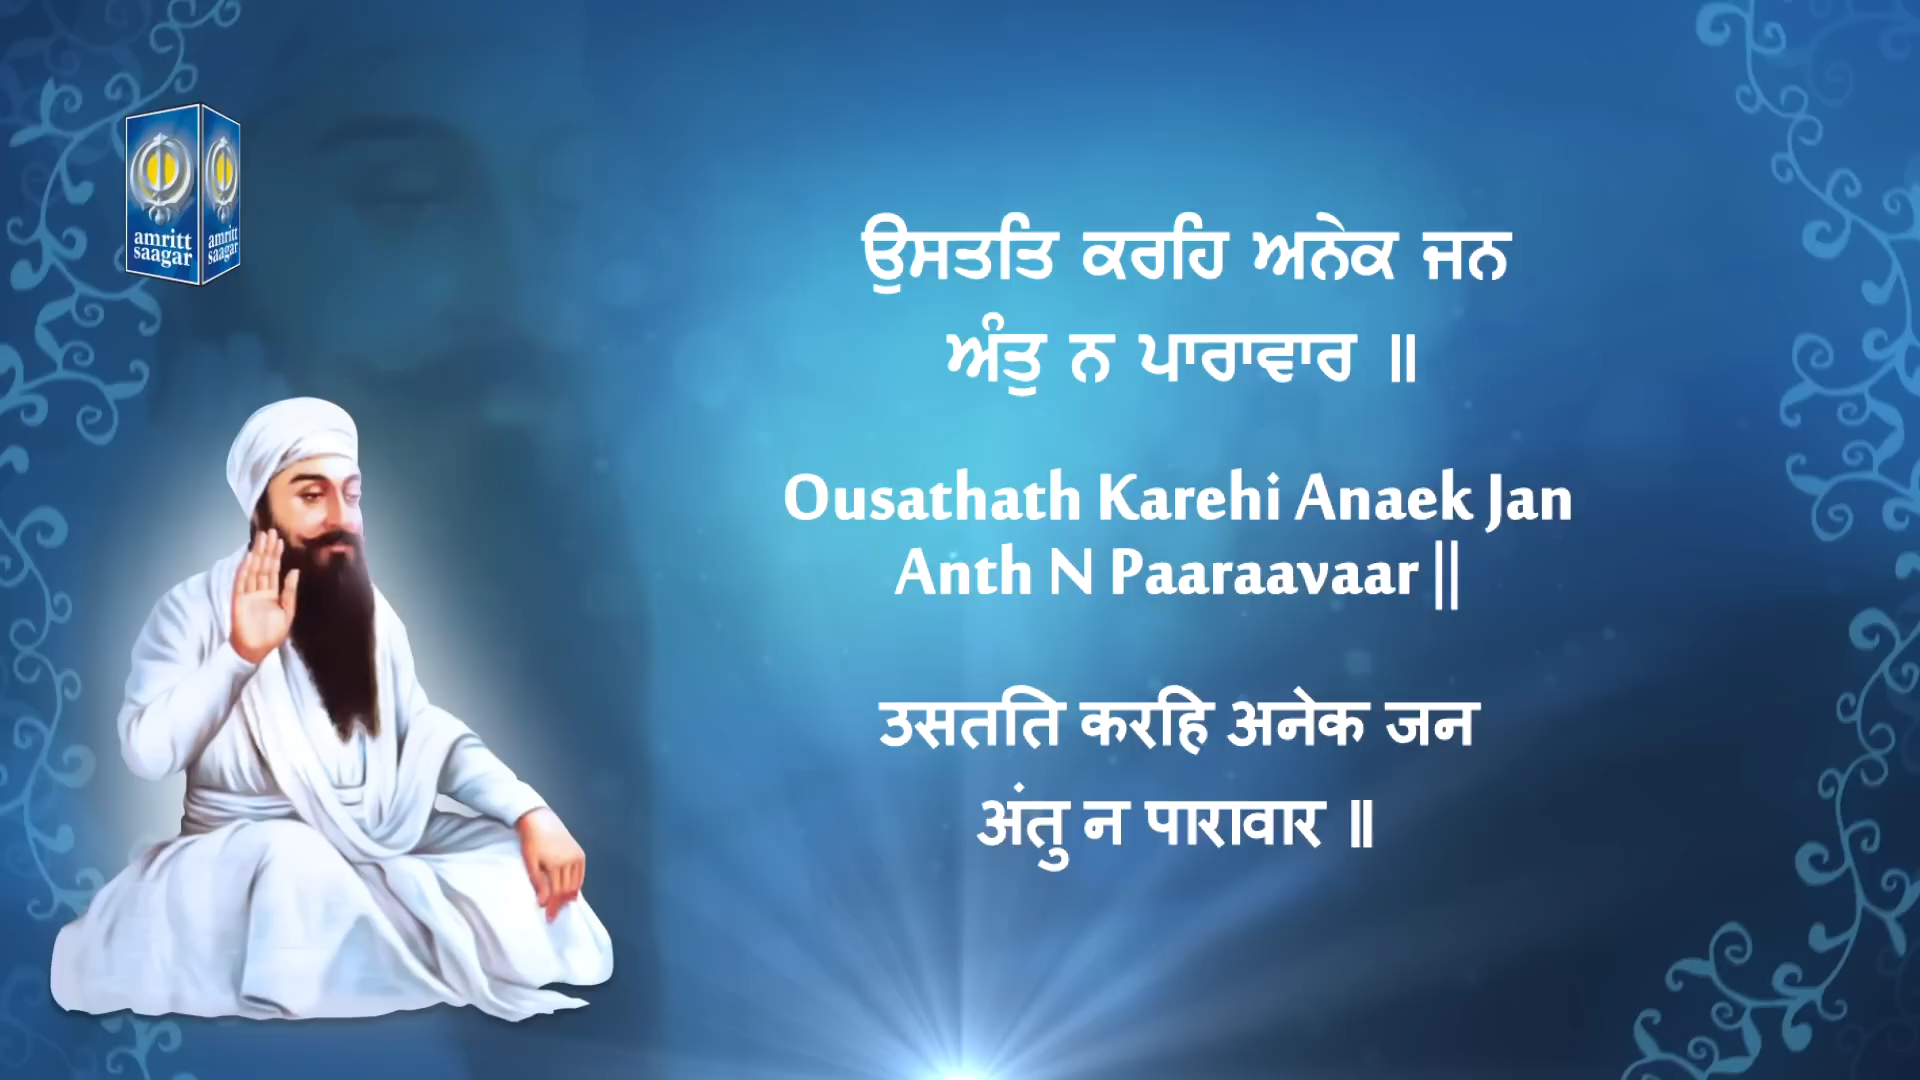 amritt
saagar
amritt
saagar
ਉਸਤਤਿ ਕਰਹਿ ਅਨੇਕ ਜਨ
ਅੰਤੁ ਨ ਪਾਰਾਵਾਰ ॥
Ousathath Karehi Anaek Jan
Anth N Paaraavaar ||
उसतति करहि अनेक जन
अंतु न पारावार ॥